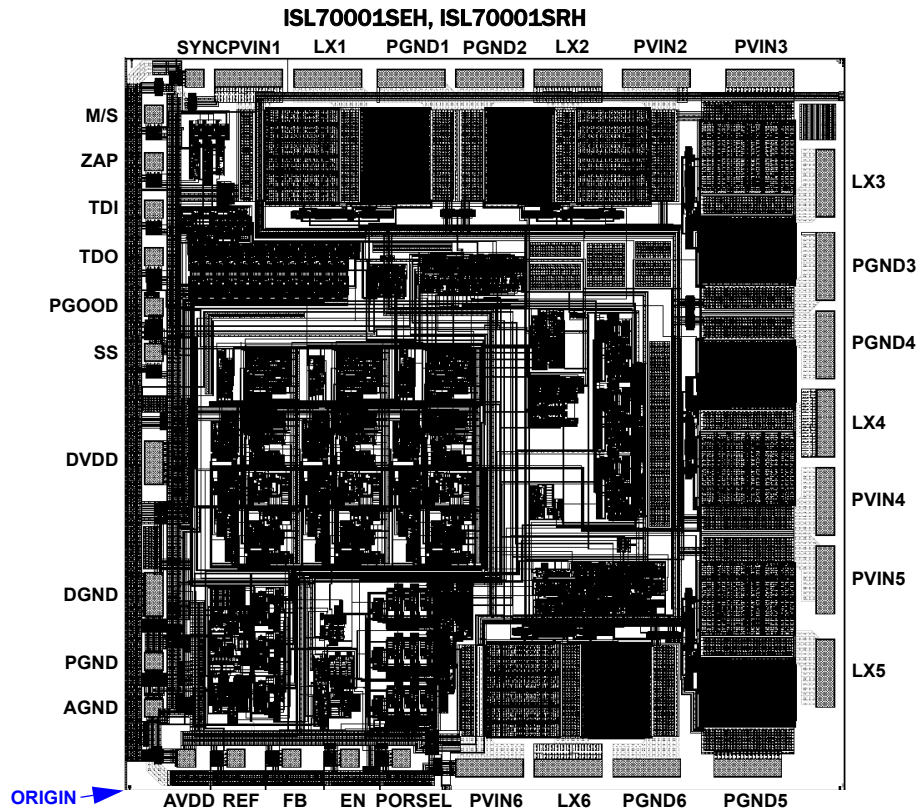 ISL70001SEH, ISL70001SRH
SYNC PVIN1 LX1 PGND1 PGND2 LX2 PVIN2 PVIN3
M/S
ZAP
TDI
TDO
PGOOD
SS
DVDD
DGND
PGND
AGND
LX3
PGND3
PGND4
LX4
PVIN4
PVIN5
LX5
ORIGIN
AVDD REF FB EN PORSEL PVIN6 LX6 PGND6 PGND5